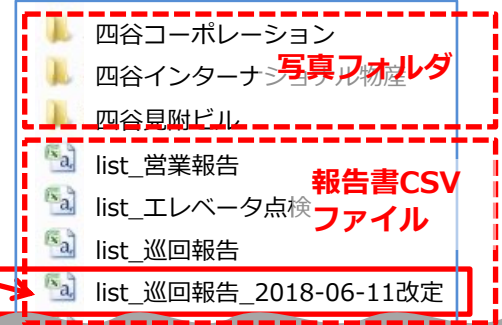 四谷コーポレーション
四谷インターナショナル物産
写真フォルダ
四谷見附ビル
list_営業報告
報告書CSV
ファイル
list_エレベータ点検
list_巡回報告
list_巡回報告_2018-06-11改定